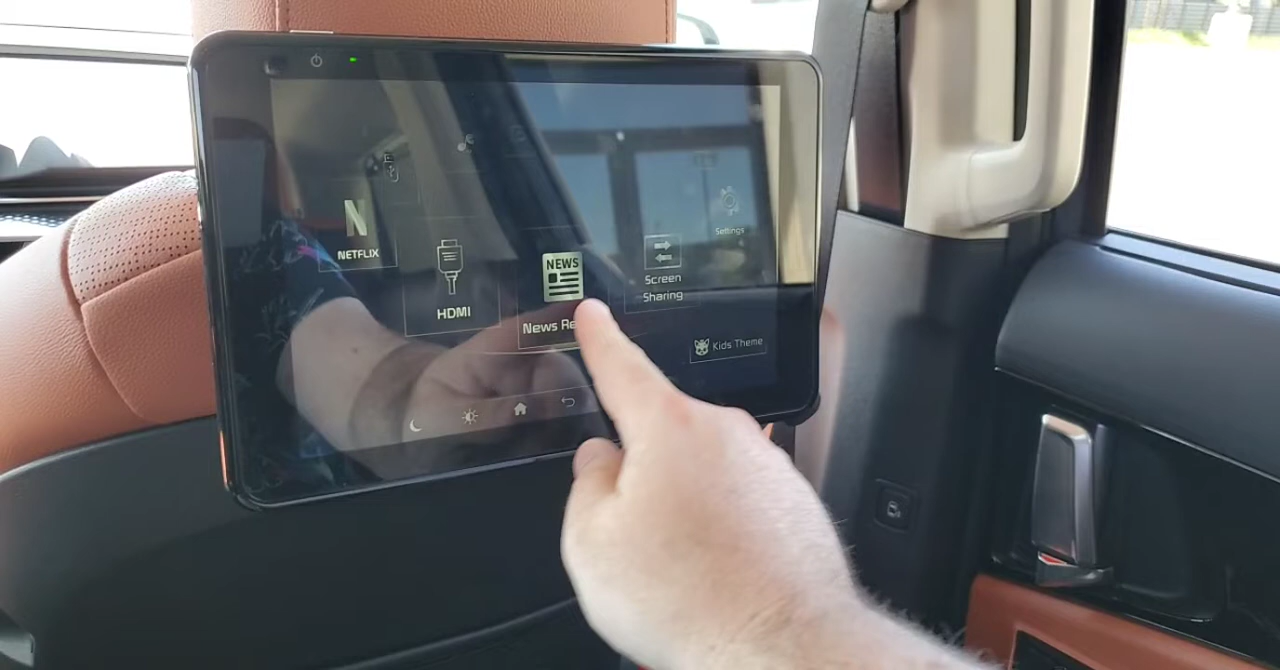 N
NETFLIX
HDMI
NEWS
News Re
Screen
Sharing
Settings
Kids Theme